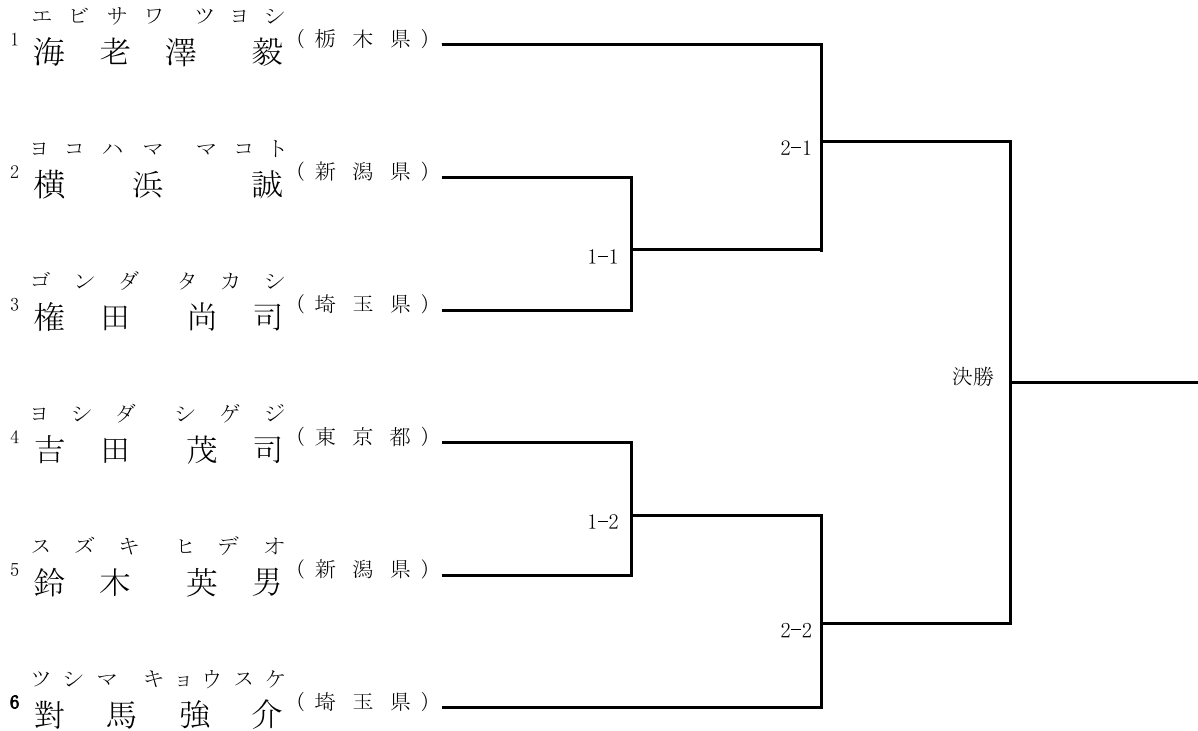 エビサワ ツヨシ
1 海老澤 毅 (栃木県)
2-1
ヨコハマ マコト
2 横浜 誠 (新潟県)
1-1
ゴンダ タカシ
3 権田 尚司 (埼玉県)
決勝
ヨシダ シゲジ
4 吉田 茂司 (東京都)
1-2
スズキ ヒデオ
5 鈴木 英男 (新潟県)
2-2
ツシマ キョウスケ
6 對馬 強介 (埼玉県)